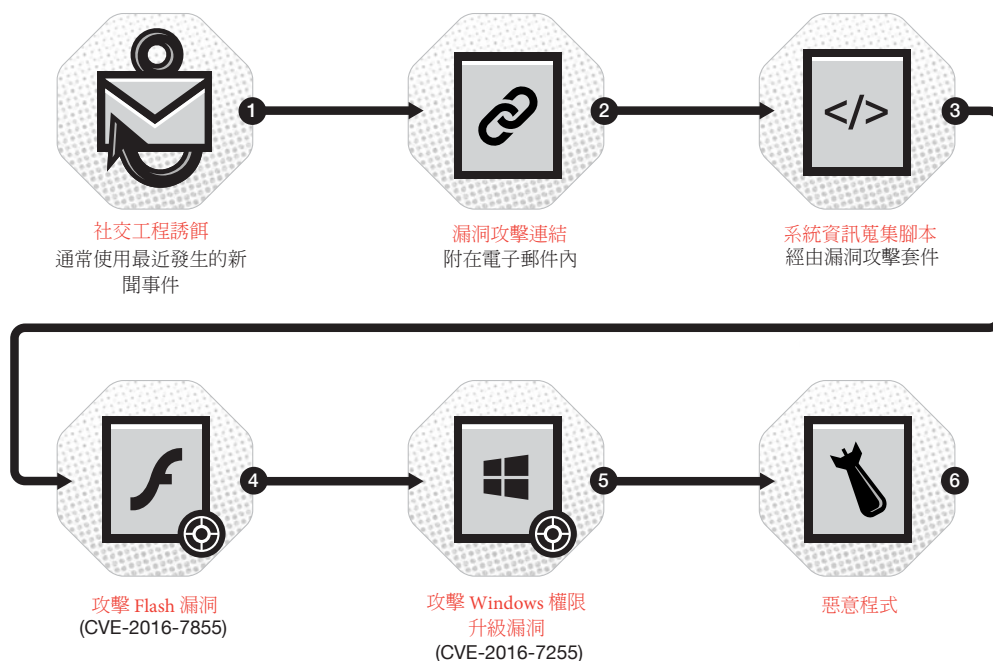 1
2
</>
3
社交工程誘餌
通常使用最近發生的新
聞事件
漏洞攻擊連結
附在電子郵件內
系統資訊蒐集腳本
經由漏洞攻擊套件
4
5
6
攻擊 Flash 漏洞
(CVE-2016-7855)
攻擊 Windows 權限
升級漏洞
(CVE-2016-7255)
惡意程式